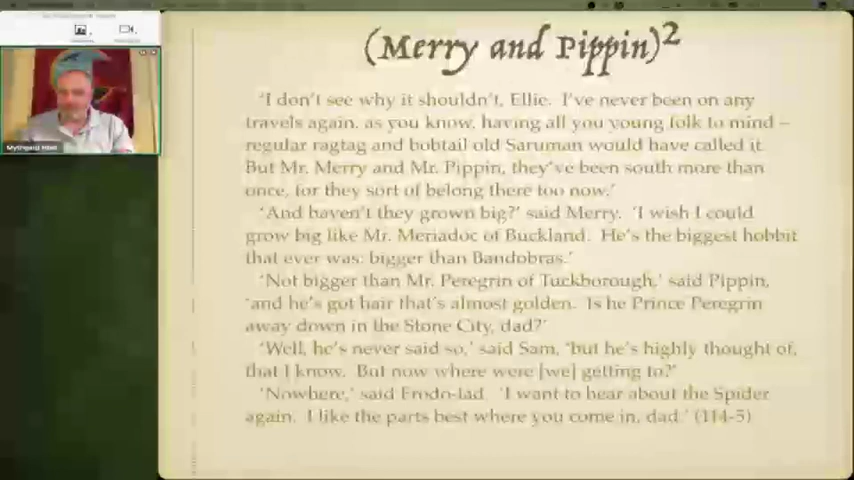 (Merry and Pippin)²
'I don't see why it shouldn't, Ellie. I've never been on any
travels again, as you know, having all you young folk to mind –
regular ragtag and bobtail old Saruman would have called it.
But Mr. Merry and Mr. Pippin, they've been south more than
once, for they sort of belong there too now.'
'And haven't they grown big?' said Merry. 'I wish I could
grow big like Mr. Meriadoc of Buckland. He's the biggest hobbit
that ever was: bigger than Bandobras.'
'Not bigger than Mr. Peregrin of Tuckborough,' said Pippin,
'and he's got hair that's almost golden. Is he Prince Peregrin
away down in the Stone City, dad?'
'Well, he's never said so,' said Sam, 'but he's highly thought of,
that I know. But now where were [we] getting to?'
'Nowhere,' said Frodo-lad. 'I want to hear about the Spider
again. I like the parts best where you come in, dad.' (114-5)